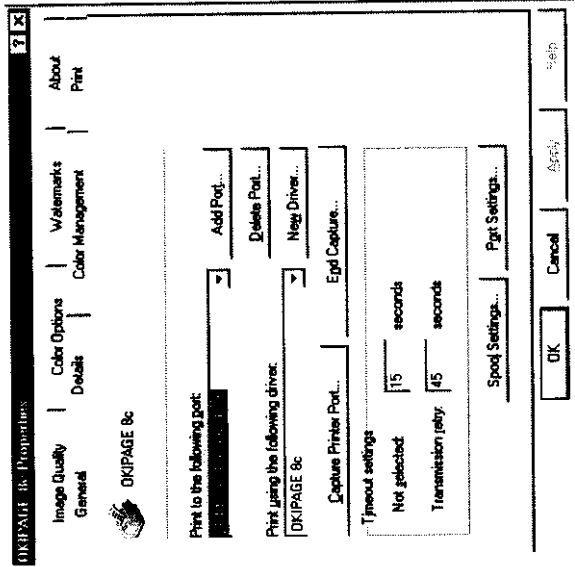 OKIPAGE 8c Properties ? X
Image Quality Color Options Watermarks About
General Details Color Management Print
OKIPAGE 8c
Print to the following port:
Add Port...
Delete Port...
Print using the following driver:
OKIPAGE 8c
New Driver...
Capture Printer Port...
End Capture...
Timeout settings
Not selected: 15 seconds
Transmission retry: 45 seconds
Spool Settings...
Port Settings...
OK
Cancel
Apply
Help